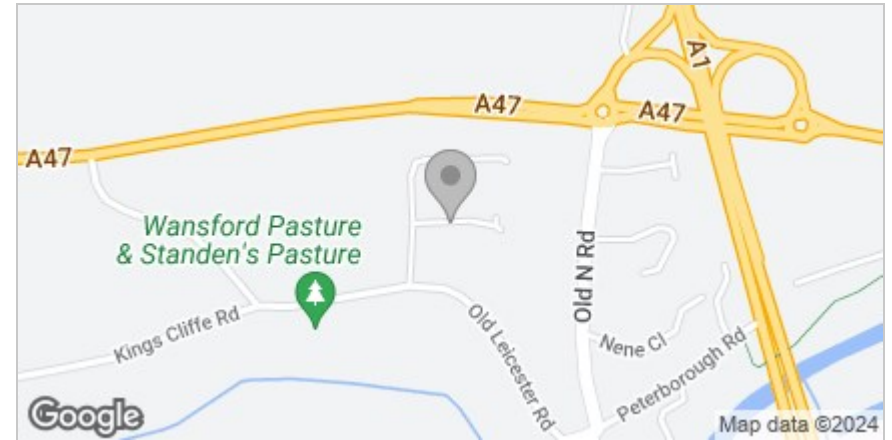 A1
A47
A47
A47
Wansford Pasture
& Standen's Pasture
Old N Rd
Kings Cliffe Rd
Old Leicester Rd
Nene Cl
Peterborough Rd
Google
Map data ©2024